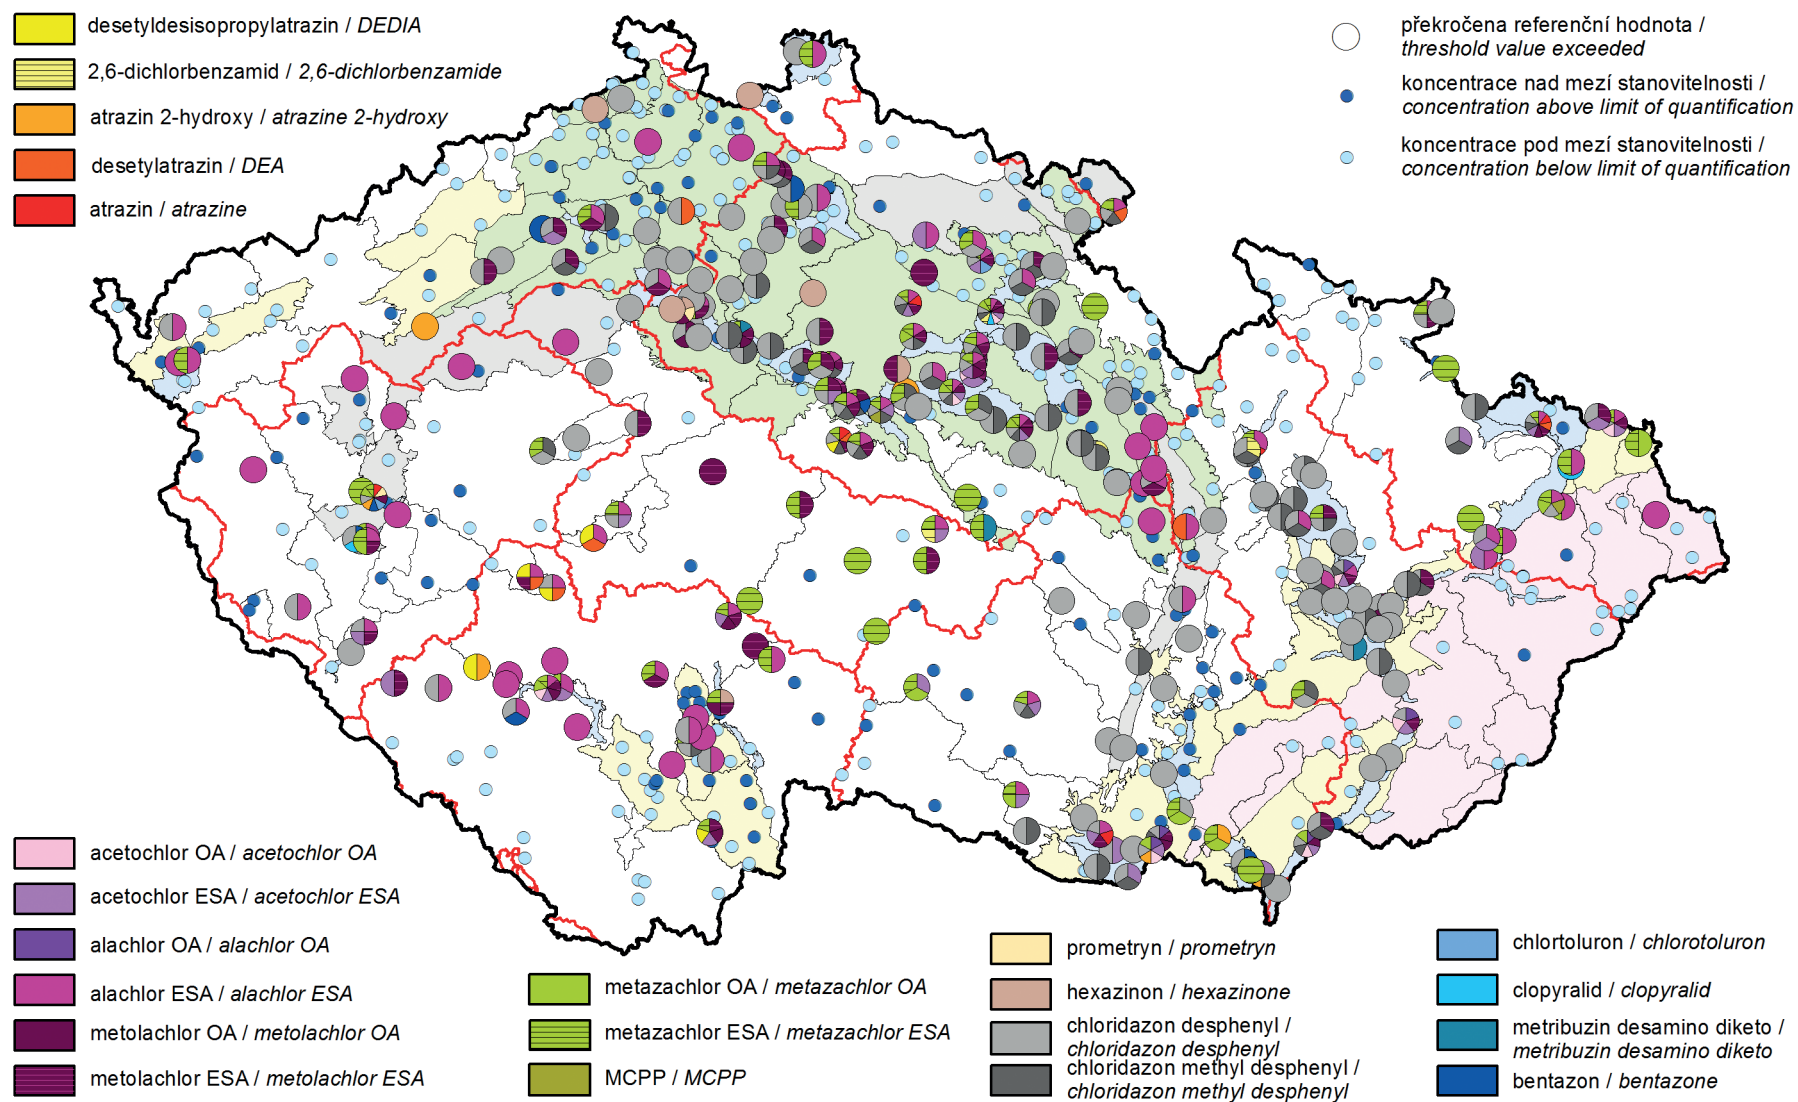 desetyldesisopropylatrazin / DEDIA
2,6-dichlorbenzamid / 2,6-dichlorbenzamide
atrazin 2-hydroxy / atrazine 2-hydroxy
desetylatrazin / DEA
atrazin / atrazine
překročena referenční hodnota /
threshold value exceeded
koncentrace nad mezí stanovitelnosti /
concentration above limit of quantification
koncentrace pod mezí stanovitelnosti /
concentration below limit of quantification
acetochlor OA / acetochlor OA
acetochlor ESA / acetochlor ESA
alachlor OA / alachlor OA
alachlor ESA / alachlor ESA
metolachlor OA / metolachlor OA
metolachlor ESA / metolachlor ESA
metazachlor OA / metazachlor OA
metazachlor ESA / metazachlor ESA
MCPP / MCPP
prometryn / prometryn
hexazinon / hexazinone
chloridazon desphenyl /
chloridazon desphenyl
chloridazon methyl desphenyl /
chloridazon methyl desphenyl
chlortoluron / chlorotoluron
clopyralid / clopyralid
metribuzin desamino diketo /
metribuzin desamino diketo
bentazon / bentazone